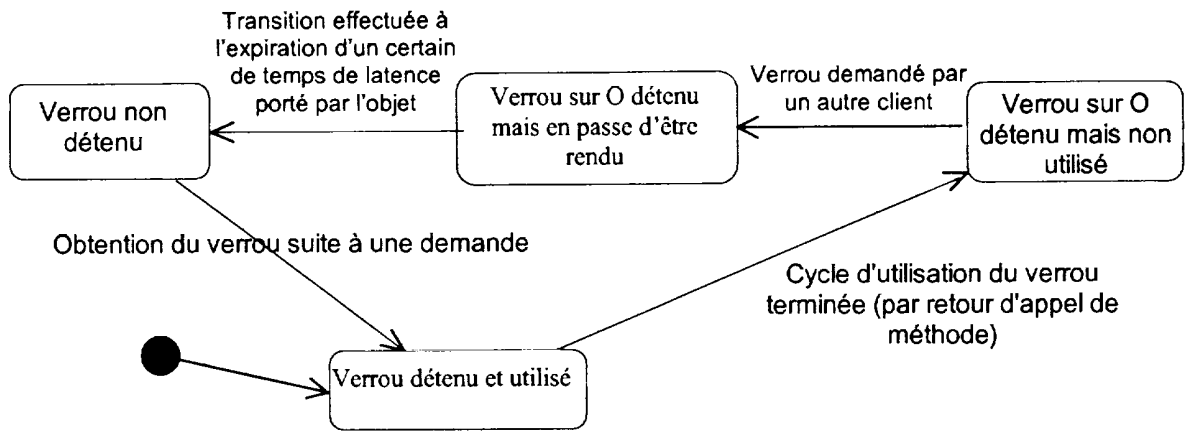 Transition effectuée à
l'expiration d'un certain
de temps de latence
porté par l'objet
Verrou non
détenu
Verrou sur O détenu
mais en passe d'être
rendu
Verrou demandé par
un autre client
Verrou sur O
détenu mais non
utilisé
Obtention du verrou suite à une demande
Cycle d'utilisation du verrou
terminée (par retour d'appel de
méthode)
Verrou détenu et utilisé